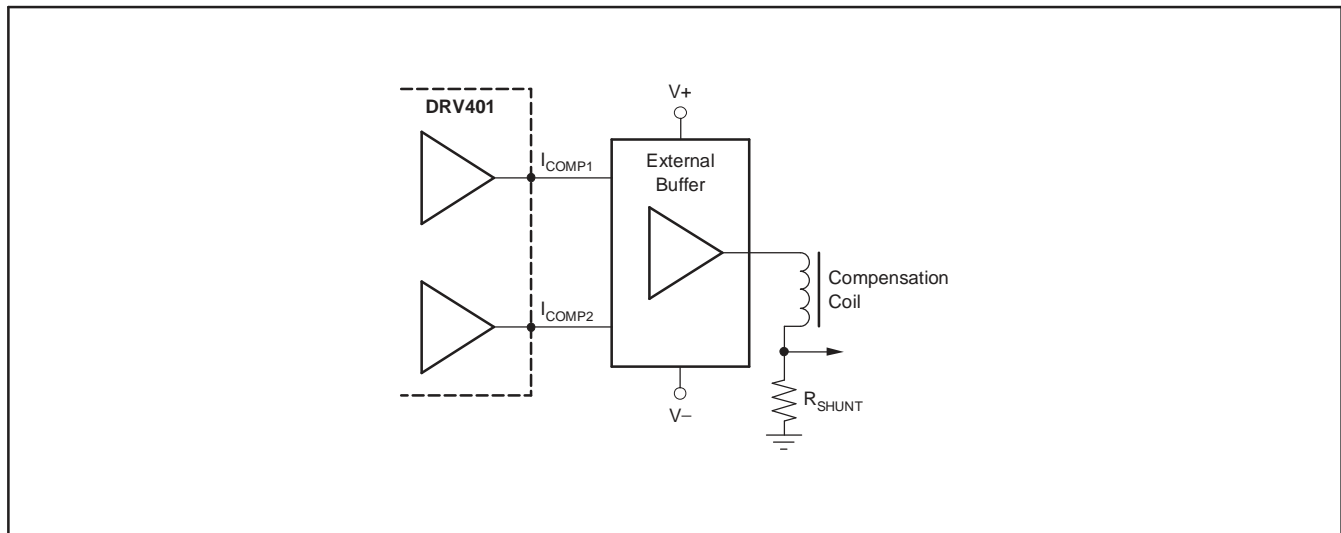 DRV401
V+
I_COMP1
External
Buffer
Compensation
Coil
I_COMP2
R_SHUNT
V−